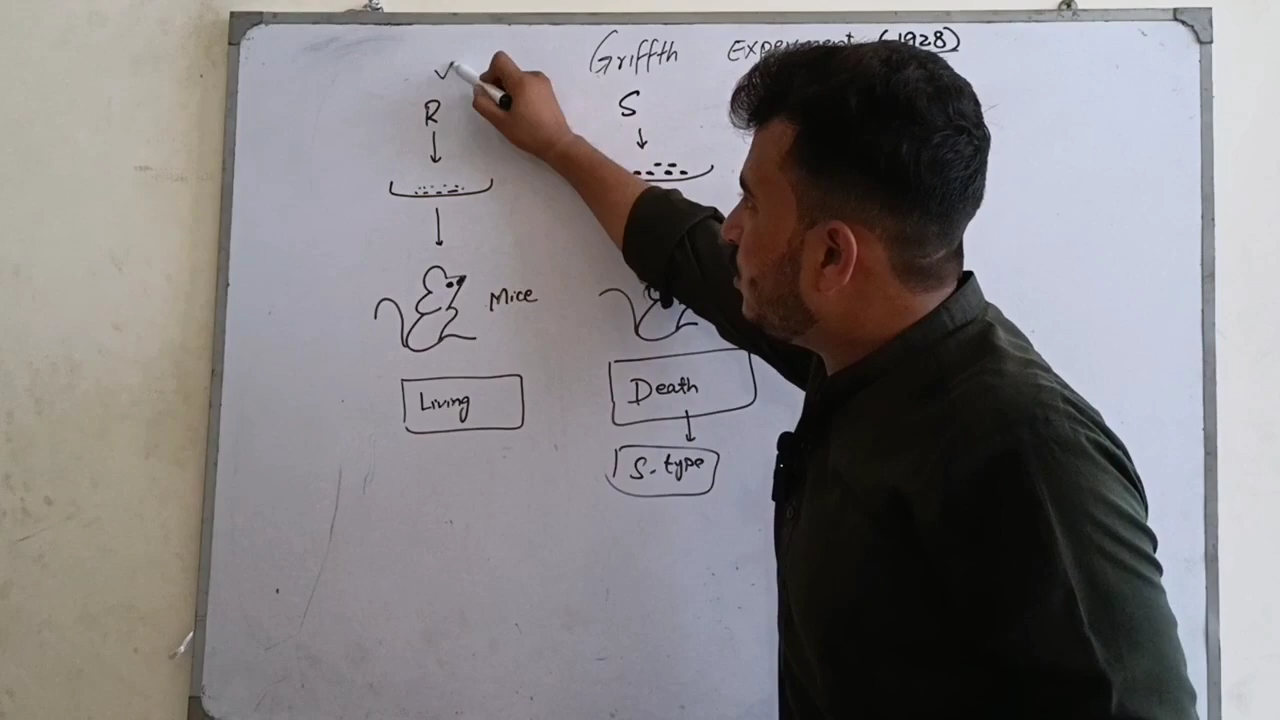 Griffth Experiment (1928)
R
S
Mice
Living
Death
S-type